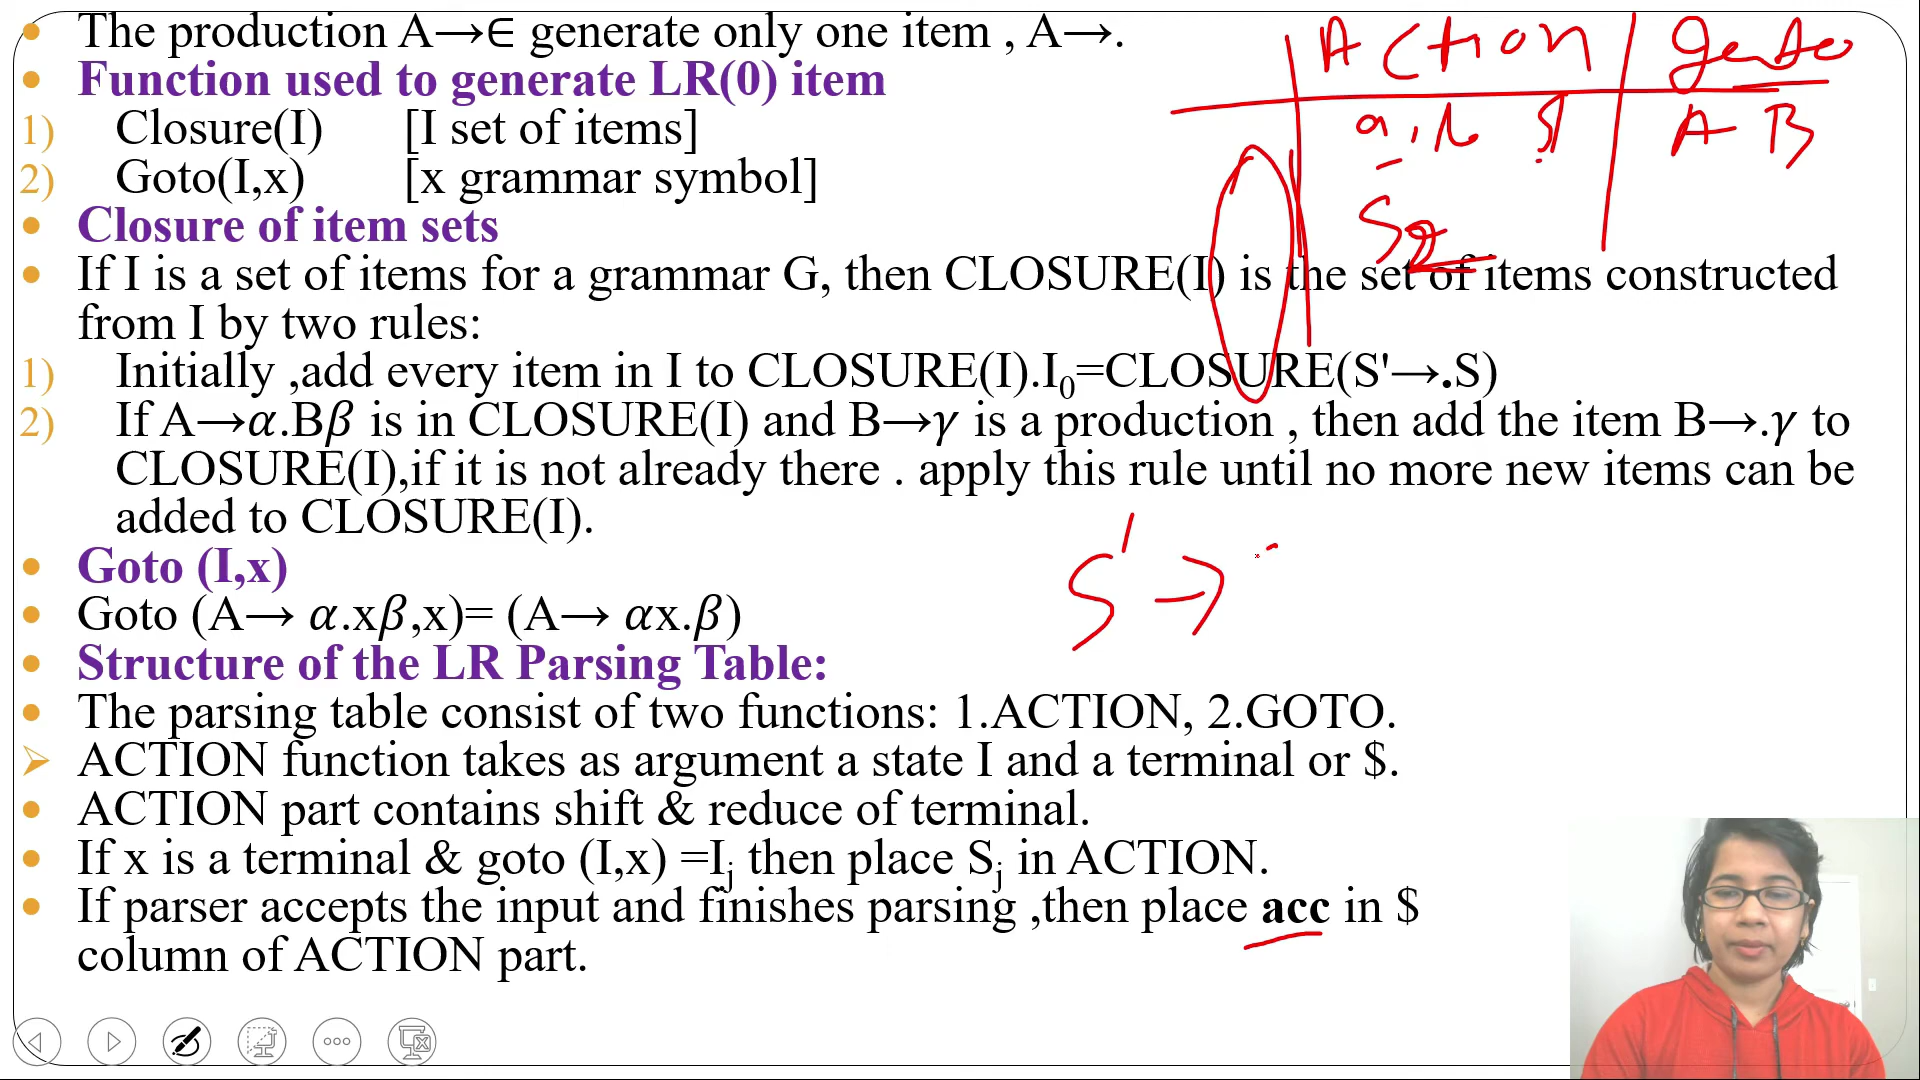 The production A→∈ generate only one item , A→.
Function used to generate LR(0) item
1) Closure(I) [I set of items]
2) Goto(I,x) [x grammar symbol]
Closure of item sets
If I is a set of items for a grammar G, then CLOSURE(I) is the set of items constructed
from I by two rules:
1) Initially ,add every item in I to CLOSURE(I).I₀=CLOSURE(S'→.S)
2) If A→α.Bβ is in CLOSURE(I) and B→γ is a production , then add the item B→.γ to
CLOSURE(I),if it is not already there . apply this rule until no more new items can be
added to CLOSURE(I).
Goto (I,x)
Goto (A→ α.xβ,x)= (A→ αx.β)
Structure of the LR Parsing Table:
The parsing table consist of two functions: 1.ACTION, 2.GOTO.
ACTION function takes as argument a state I and a terminal or $.
ACTION part contains shift & reduce of terminal.
If x is a terminal & goto (I,x) =Iⱼ then place Sⱼ in ACTION.
If parser accepts the input and finishes parsing ,then place acc in $
column of ACTION part.
Action goto
a, b $ A B
S2
S' →